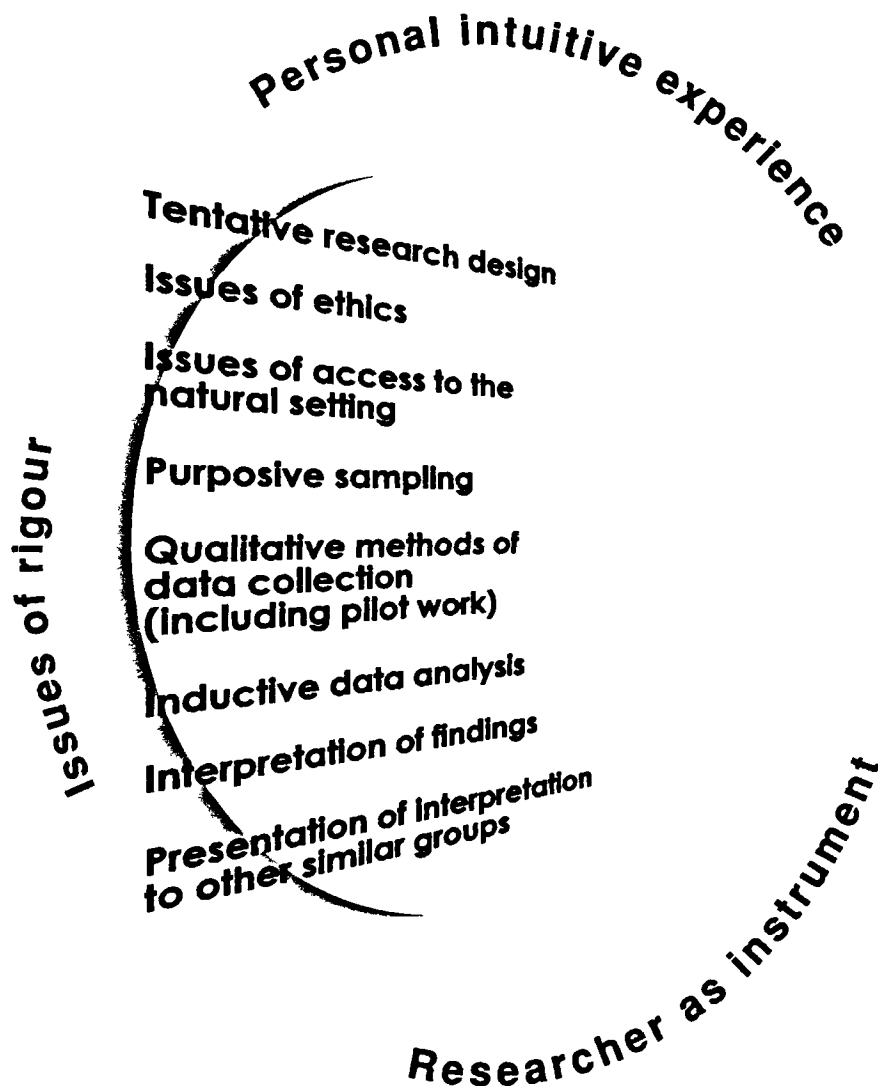 Personal intuitive experience
Tentative research design
Issues of ethics
Issues of access to the
natural setting
Purposive sampling
Qualitative methods of
data collection
(including pilot work)
Inductive data analysis
Interpretation of findings
Presentation of interpretation
to other similar groups
Issues of rigour
Researcher as instrument